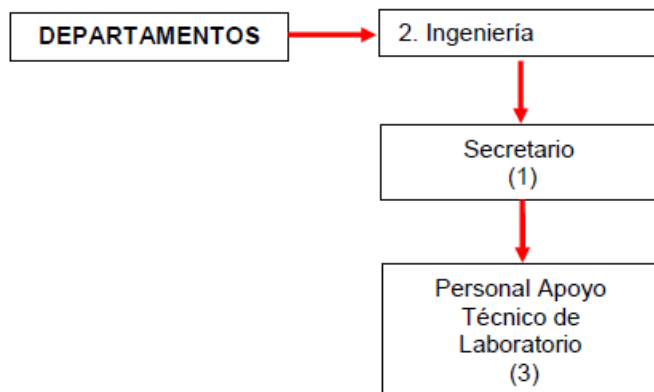 DEPARTAMENTOS
2. Ingeniería
Secretario
(1)
Personal Apoyo
Técnico de
Laboratorio
(3)